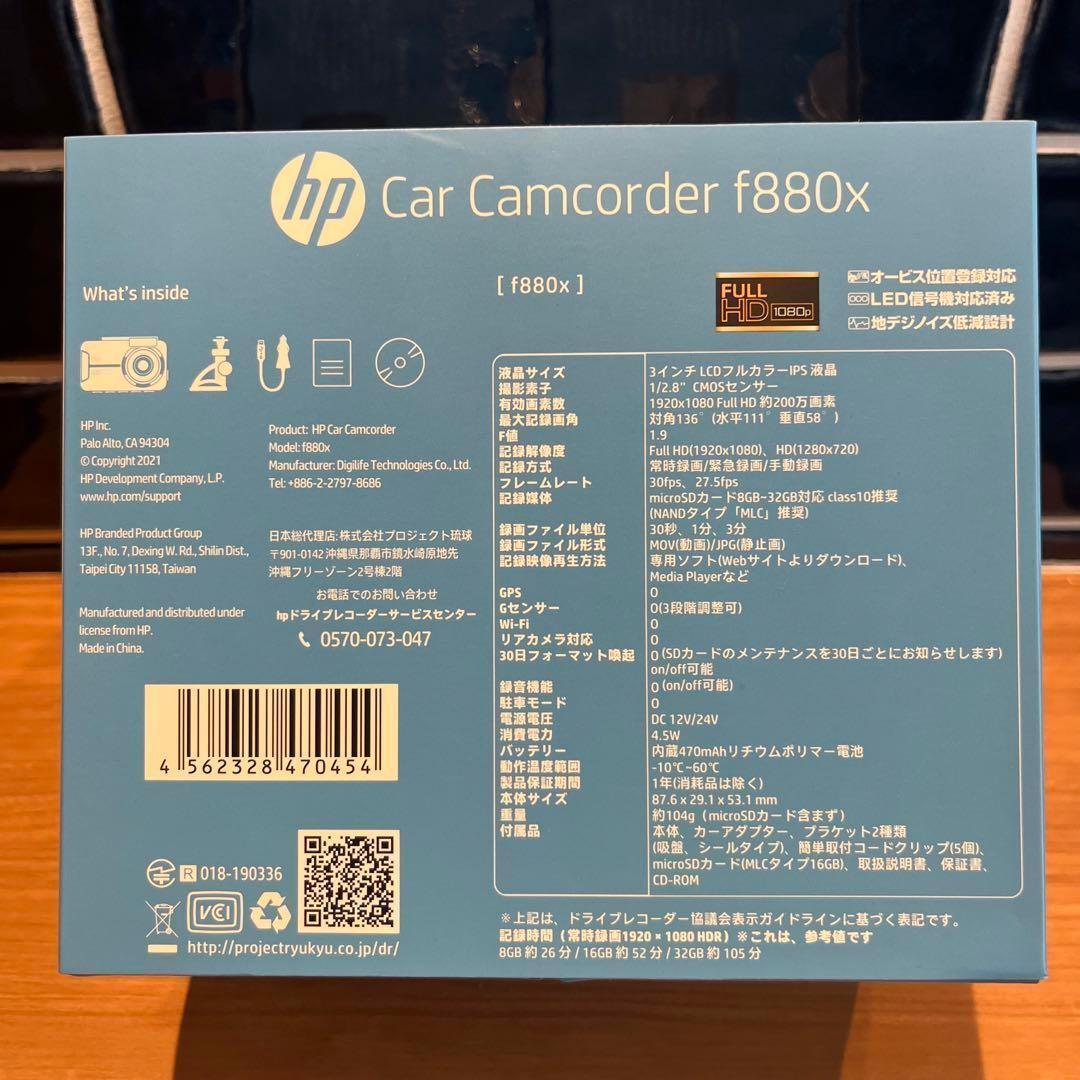 hp Car Camcorder f880x
What's inside
[ f880x ]
FULL
HD 1080p
オービス位置登録対応
LED信号機対応済み
地デジノイズ低減設計
HP Inc.
Palo Alto, CA 94304
© Copyright 2021
HP Development Company, L.P.
www.hp.com/support
Product: HP Car Camcorder
Model: f880x
Manufacturer: Digilife Technologies Co., Ltd.
Tel: +886-2-2797-8686
HP Branded Product Group
13F., No. 7, Dexing W. Rd., Shilin Dist.,
Taipei City 11158, Taiwan
日本総代理店: 株式会社プロジェクト琉球
〒901-0142 沖縄県那覇市鏡水崎原地先
沖縄フリーゾーン2号棟2階
お電話でのお問い合わせ
hpドライブレコーダーサービスセンター
0570-073-047
Manufactured and distributed under
license from HP.
Made in China.
4 562328 470454
R 018-190336
VCCI
http://projectryukyu.co.jp/dr/
液晶サイズ 3インチ LCDフルカラーIPS 液晶
撮影素子 1/2.8” CMOSセンサー
有効画素数 1920x1080 Full HD 約200万画素
最大記録画角 対角136° (水平111° 垂直58° )
F値 1.9
記録解像度 Full HD(1920x1080)、HD(1280x720)
記録方式 常時録画/緊急録画/手動録画
フレームレート 30fps、27.5fps
記録媒体 microSDカード8GB~32GB対応 class10推奨
(NANDタイプ「MLC」推奨)
録画ファイル単位 30秒、1分、3分
録画ファイル形式 MOV(動画)/JPG(静止画)
記録映像再生方法 専用ソフト(Webサイトよりダウンロード)、
Media Playerなど
GPS 0
Gセンサー 0(3段階調整可)
Wi-Fi 0
リアカメラ対応 0
30日フォーマット喚起 0 (SDカードのメンテナンスを30日ごとにお知らせします)
on/off可能
録音機能 0 (on/off可能)
駐車モード 0
電源電圧 DC 12V/24V
消費電力 4.5W
バッテリー 内蔵470mAhリチウムポリマー電池
動作温度範囲 -10℃~60℃
製品保証期間 1年(消耗品は除く)
本体サイズ 87.6 x 29.1 x 53.1 mm
重量 約104g（microSDカード含まず）
付属品 本体、カーアダプター、ブラケット2種類
(吸盤、シールタイプ)、簡単取付コードクリップ(5個)、
microSDカード(MLCタイプ16GB)、取扱説明書、保証書、
CD-ROM
※上記は、ドライブレコーダー協議会表示ガイドラインに基づく表記です。
記録時間（常時録画1920 × 1080 HDR）※これは、参考値です
8GB 約 26 分 / 16GB 約 52 分 / 32GB 約 105 分